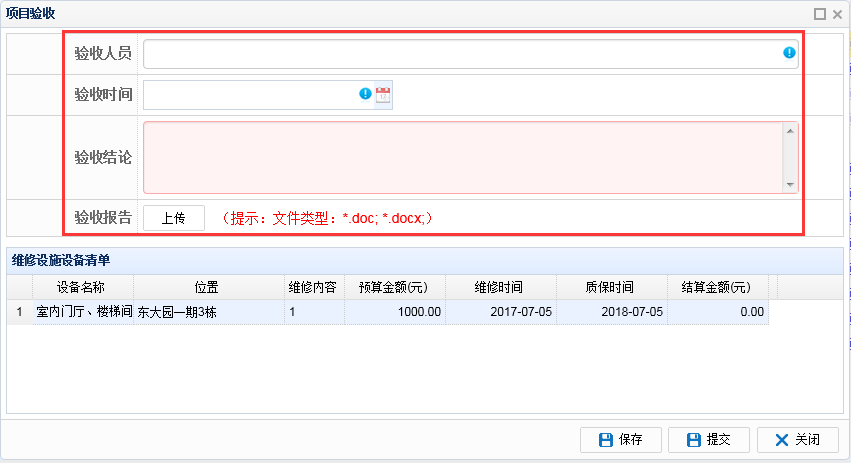 项目验收
验收人员
验收时间
验收结论
验收报告 上传 （提示：文件类型：*.doc; *.docx;）
维修设施设备清单
设备名称 位置 维修内容 预算金额(元) 维修时间 质保时间 结算金额(元)
1 室内门厅、楼梯间 东大园一期3栋 1 1000.00 2017-07-05 2018-07-05 0.00
保存 提交 关闭